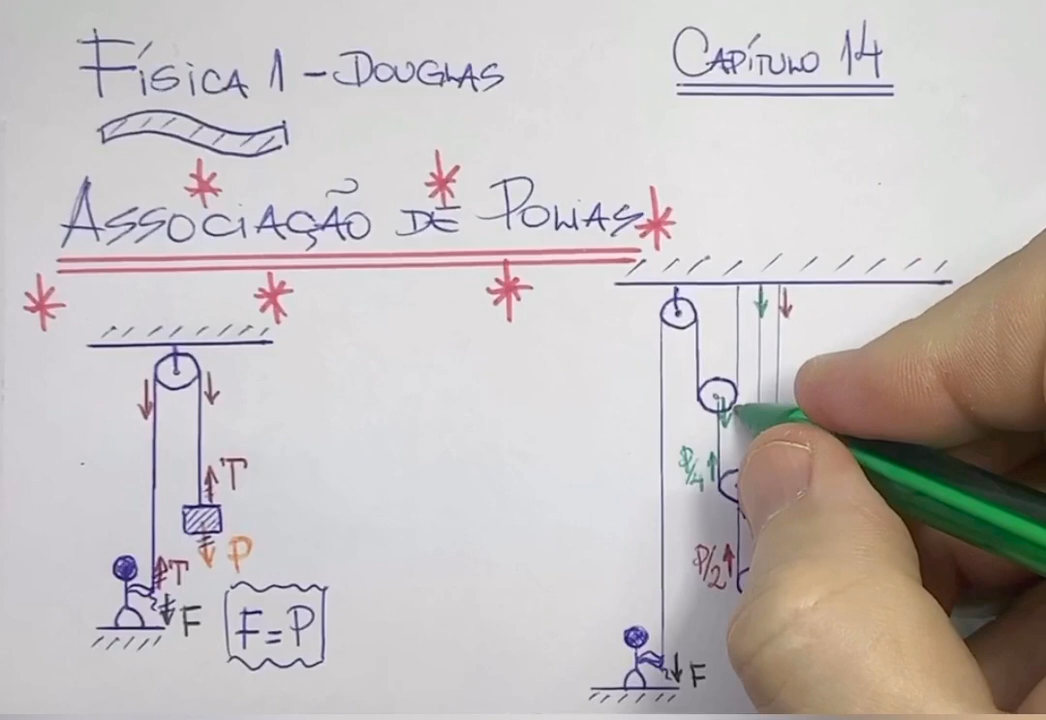 FÍSICA 1 - DOUGLAS
CAPÍTULO 14
ASSOCIAÇÃO DE POLIAS
T
P
T
F
F=P
P/4
P/2
F